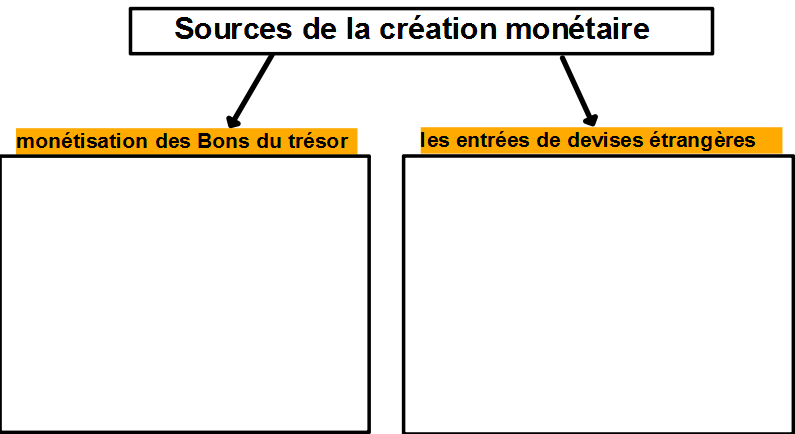 Sources de la création monétaire
monétisation des Bons du trésor
les entrées de devises étrangères